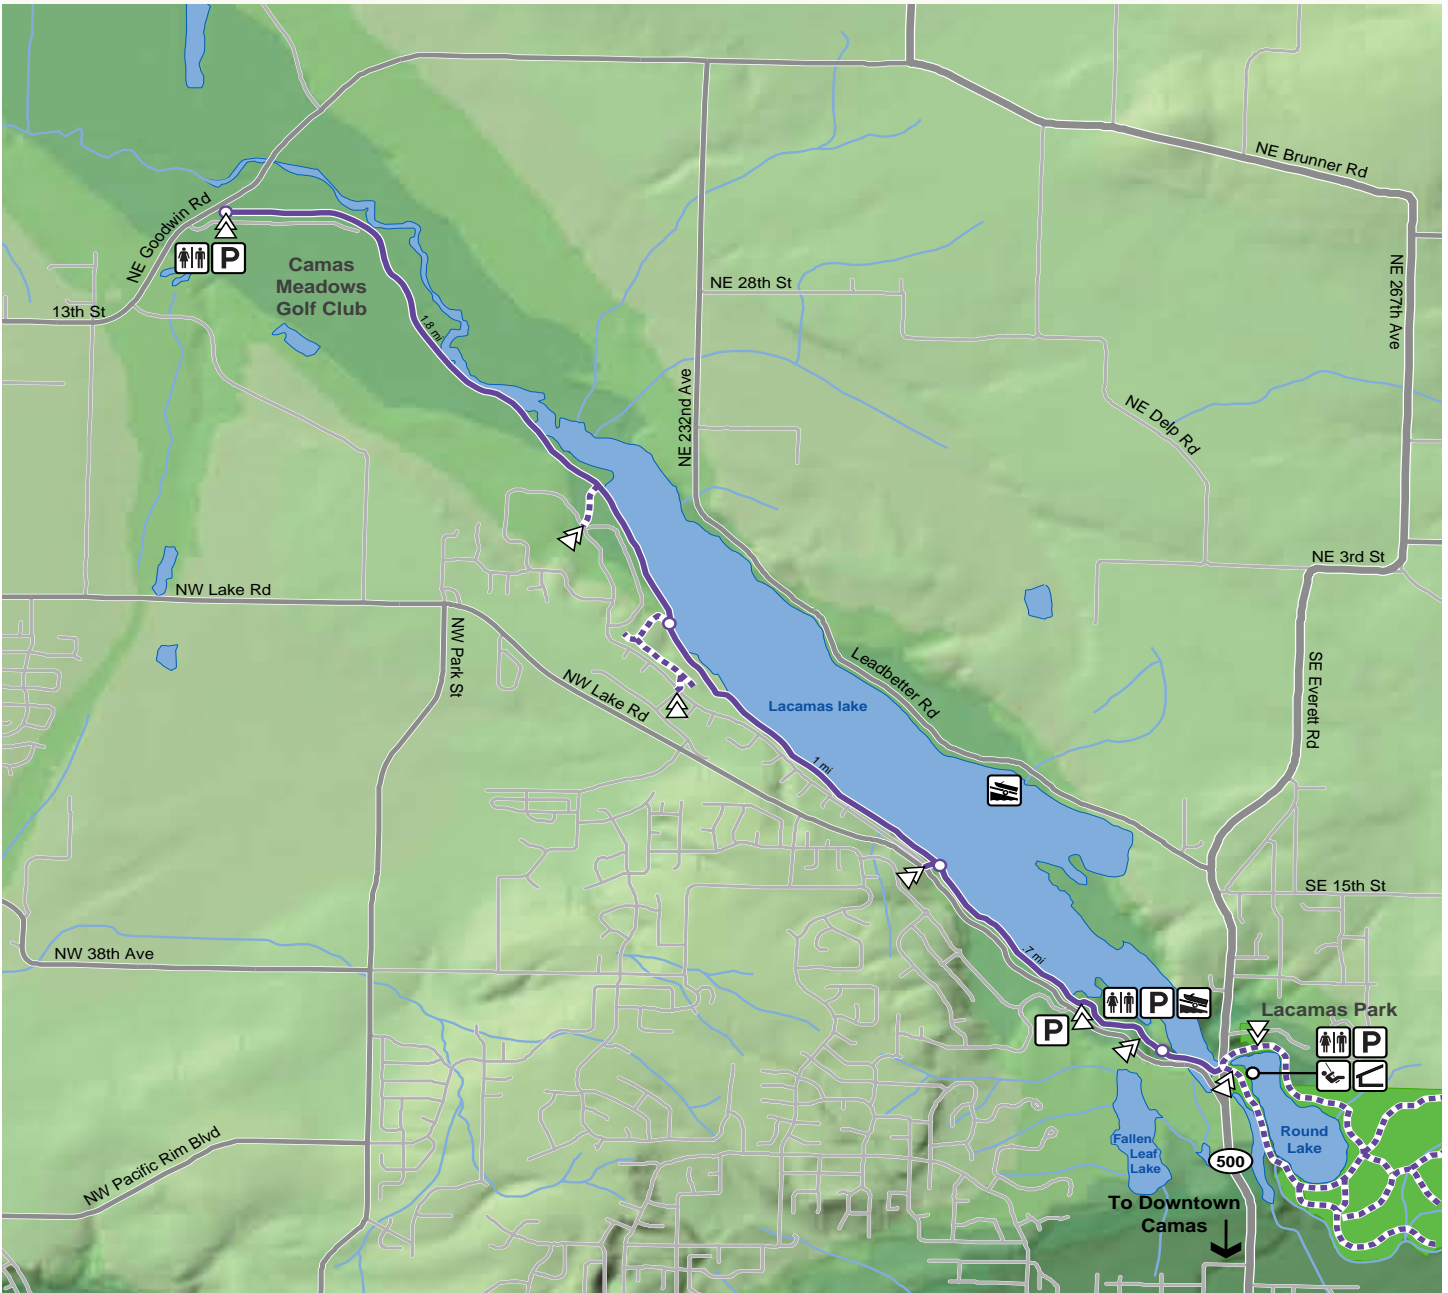 NE Brunner Rd
NE Goodwin Rd
P
Camas
Meadows
Golf Club
13th St
1.8 mi
NE 28th St
NE 267th Ave
NE 232nd Ave
NE Delp Rd
NE 3rd St
NW Lake Rd
NW Park St
NW Lake Rd
Leadbetter Rd
SE Everett Rd
Lacamas lake
1 mi
SE 15th St
NW 38th Ave
.7 mi
P
P
Lacamas Park
P
Fallen
Leaf
Lake
Round
Lake
500
NW Pacific Rim Blvd
To Downtown
Camas